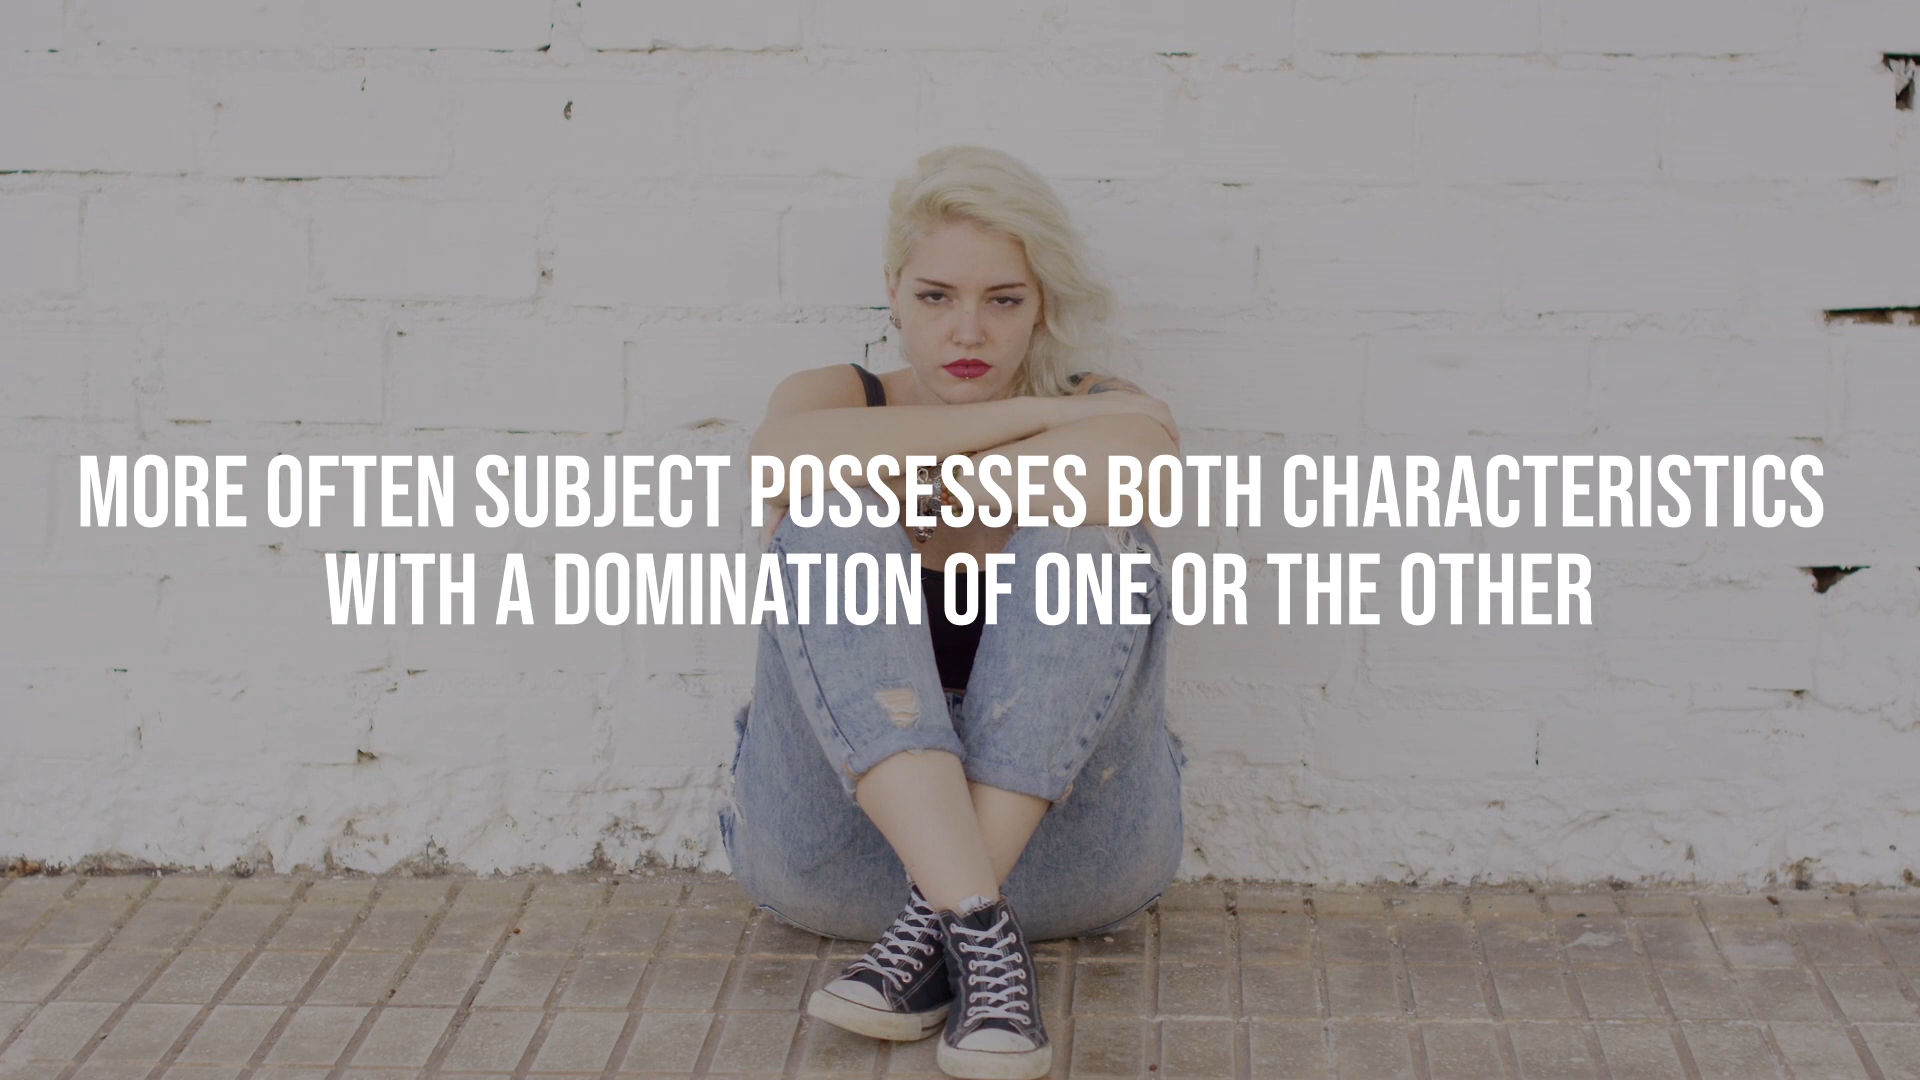 MORE OFTEN SUBJECT POSSESSES BOTH CHARACTERISTICS
WITH A DOMINATION OF ONE OR THE OTHER